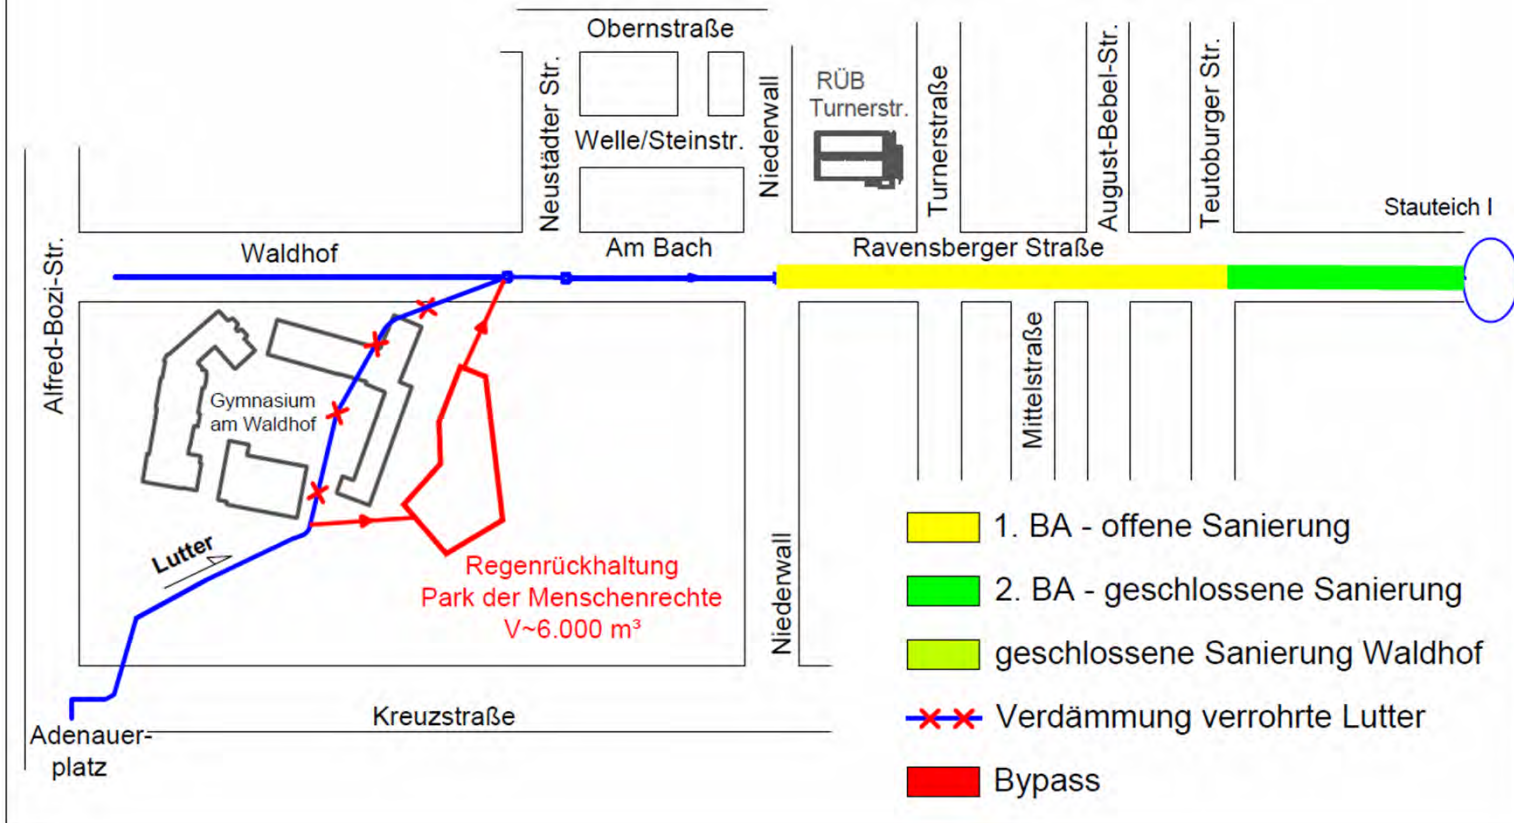 Obernstraße
Neustädter Str.
Welle/Steinstr.
Niederwall
RÜB
Turnerstr.
Turnerstraße
August-Bebel-Str.
Teutoburger Str.
Stauteich I
Alfred-Bozi-Str.
Waldhof
Am Bach
Ravensberger Straße
Mittelstraße
Gymnasium
am Waldhof
Lutter
Regenrückhaltung
Park der Menschenrechte
V~6.000 m³
Niederwall
Kreuzstraße
Adenauer-
platz
1. BA - offene Sanierung
2. BA - geschlossene Sanierung
geschlossene Sanierung Waldhof
Verdämmung verrohrte Lutter
Bypass